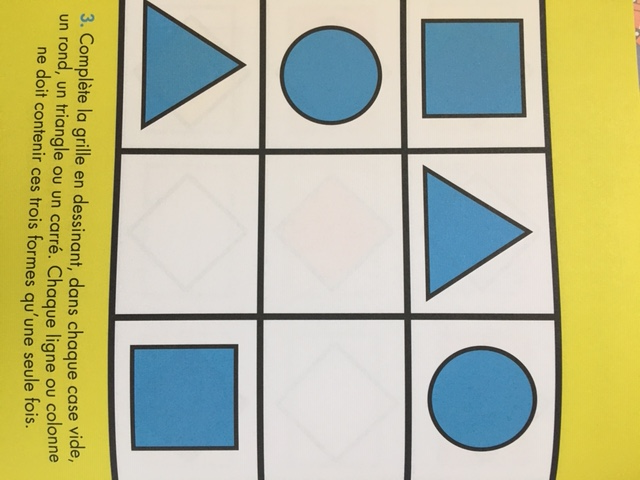 3. Complète la grille en dessinant, dans chaque case vide,
un rond, un triangle ou un carré. Chaque ligne ou colonne
ne doit contenir ces trois formes qu'une seule fois.